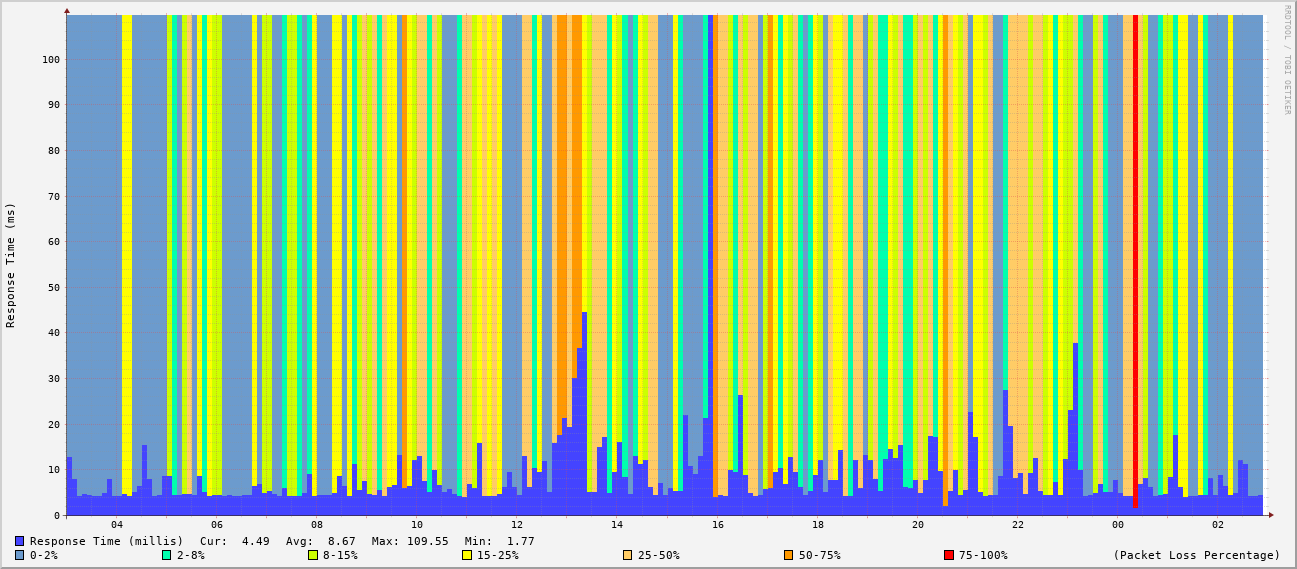 RRDTOOL / TOBI OETIKER
Response Time (ms)
100
90
80
70
60
50
40
30
20
10
0
04 06 08 10 12 14 16 18 20 22 00 02
Response Time (millis) Cur: 4.49 Avg: 8.67 Max: 109.55 Min: 1.77
0-2% 2-8% 8-15% 15-25% 25-50% 50-75% 75-100% (Packet Loss Percentage)